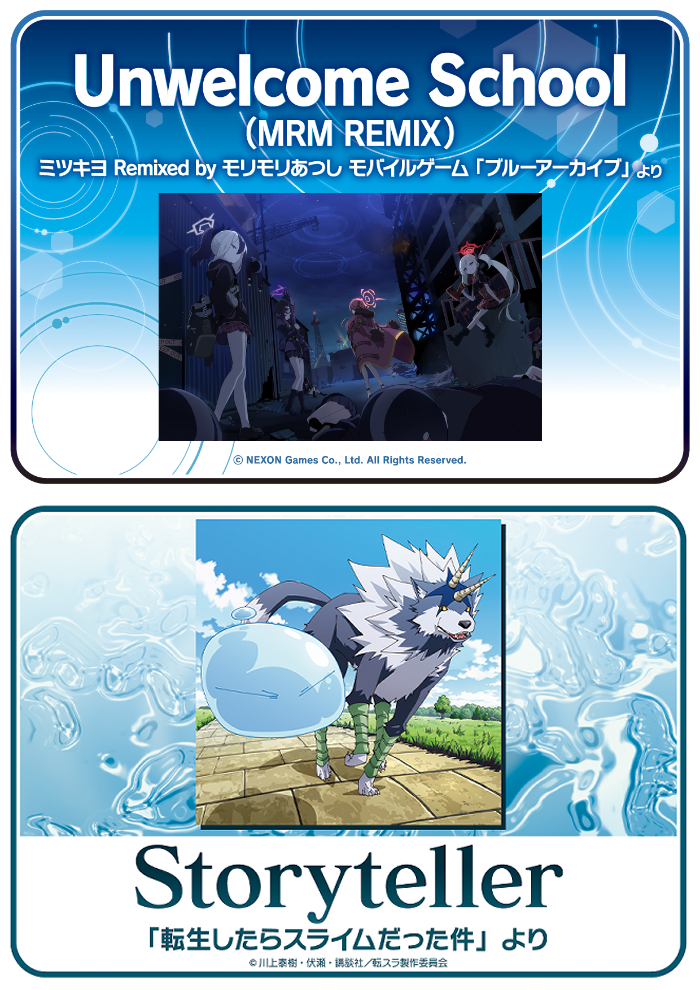 Unwelcome School
（MRM REMIX）
ミツキヨ Remixed by モリモリあつし モバイルゲーム「ブルーアーカイブ」より
© NEXON Games Co., Ltd. All Rights Reserved.
Storyteller
「転生したらスライムだった件」より
©川上泰樹・伏瀬・講談社／転スラ製作委員会